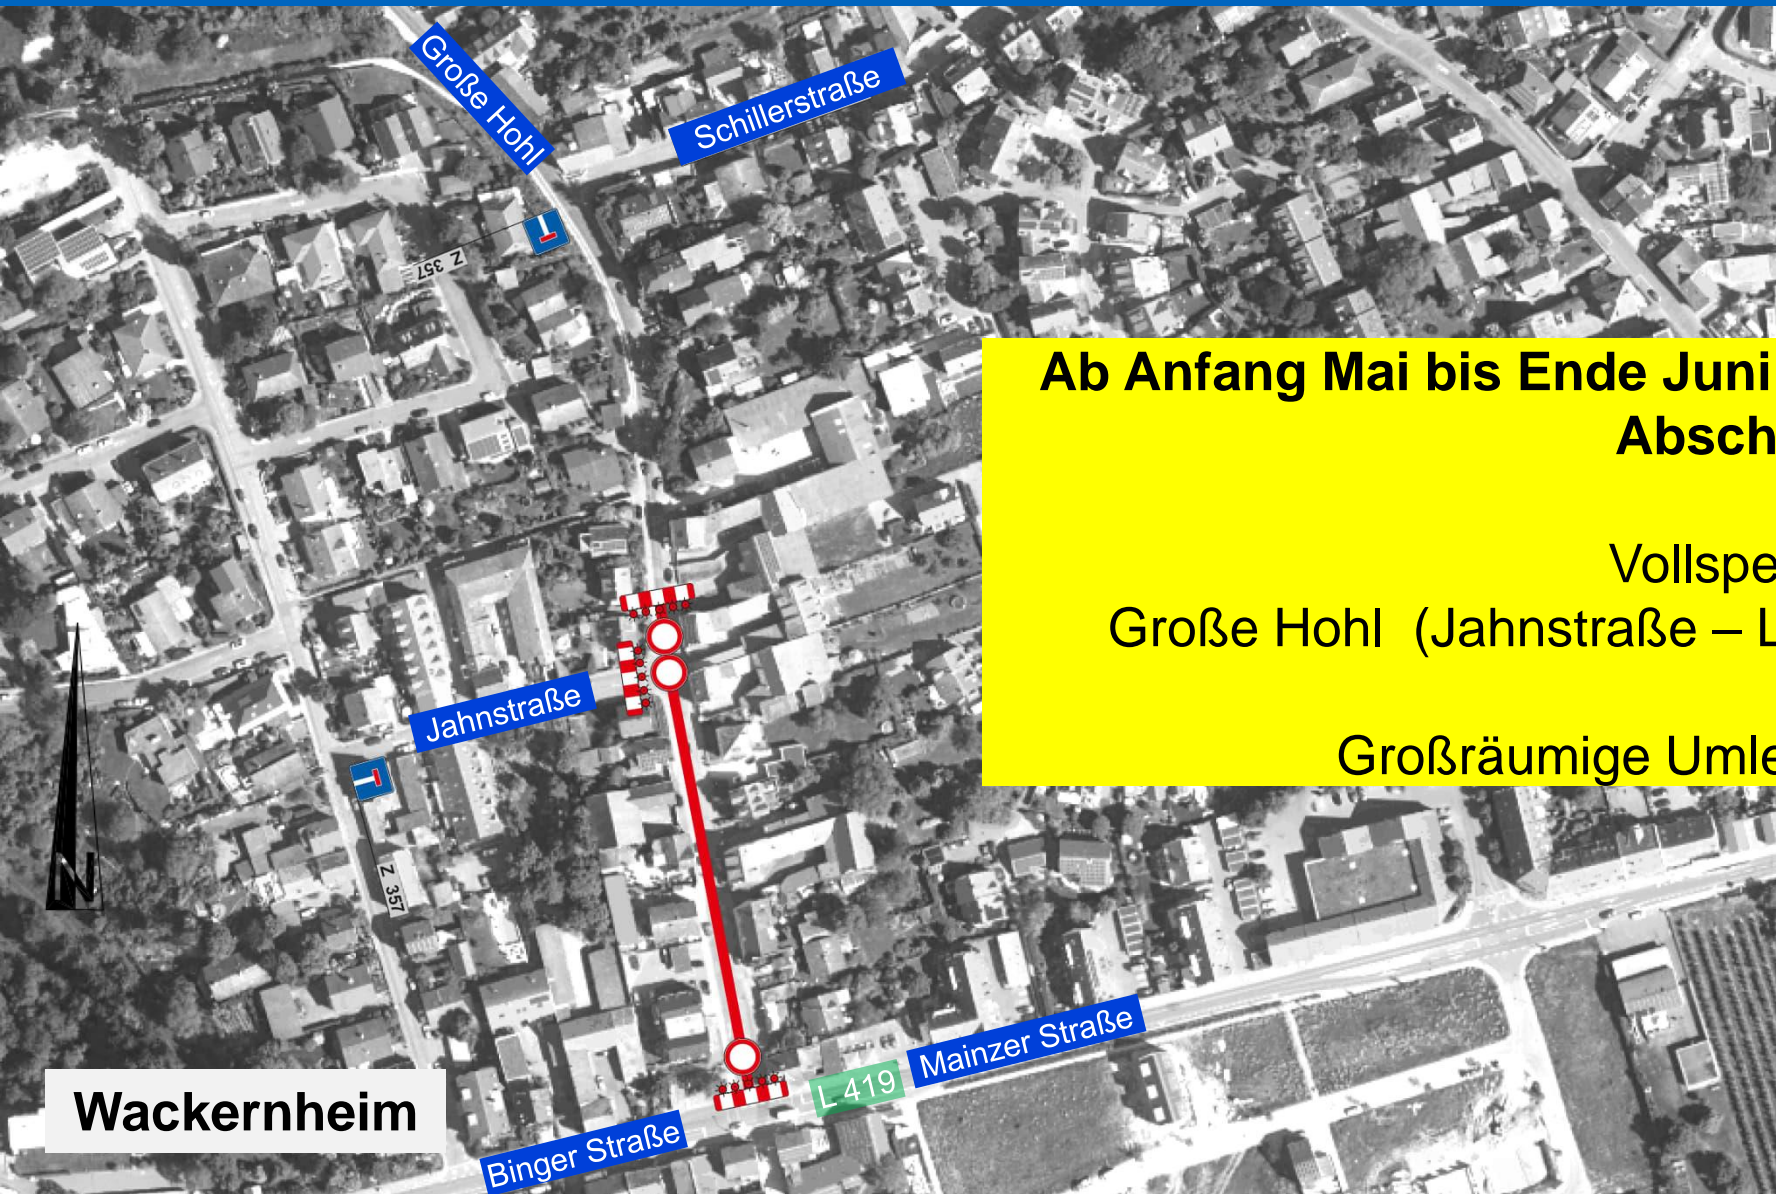 Große Hohl
Schillerstraße
Z 357
Ab Anfang Mai bis Ende Juni
Absch
Vollspe
Große Hohl (Jahnstraße – L
Großräumige Umle
Jahnstraße
Z 357
N
L 419
Mainzer Straße
Binger Straße
Wackernheim